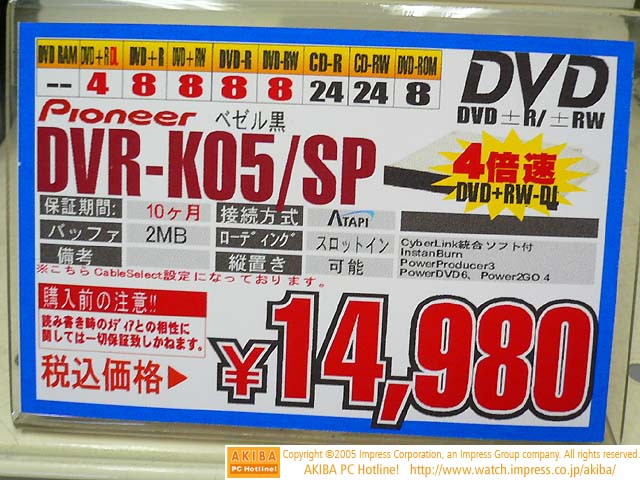 DVD RAM DVD+R DL DVD+R DVD+RW DVD-R DVD-RW CD-R CD-RW DVD-ROM
-- 4 8 8 8 8 24 24 8
DVD
DVD±R/±RW
Pioneer ベゼル黒
DVR-K05/SP
4倍速
DVD+RW-DL
保証期間: 10ヶ月 接続方式 ATAPI
バッファ 2MB ローディング スロットイン
備考 縦置き 可能
CyberLink統合ソフト付
InstanBurn
PowerProducer3
PowerDVD6、Power2GO 4
※こちらCableSelect設定になっております。
購入前の注意!!
読み書き時のメディアとの相性に
関しては一切保証致しかねます。
税込価格 ¥14,980
AKIBA
PC Hotline!
Copyright ©2005 Impress Corporation, an Impress Group company. All rights reserved.
AKIBA PC Hotline! http://www.watch.impress.co.jp/akiba/